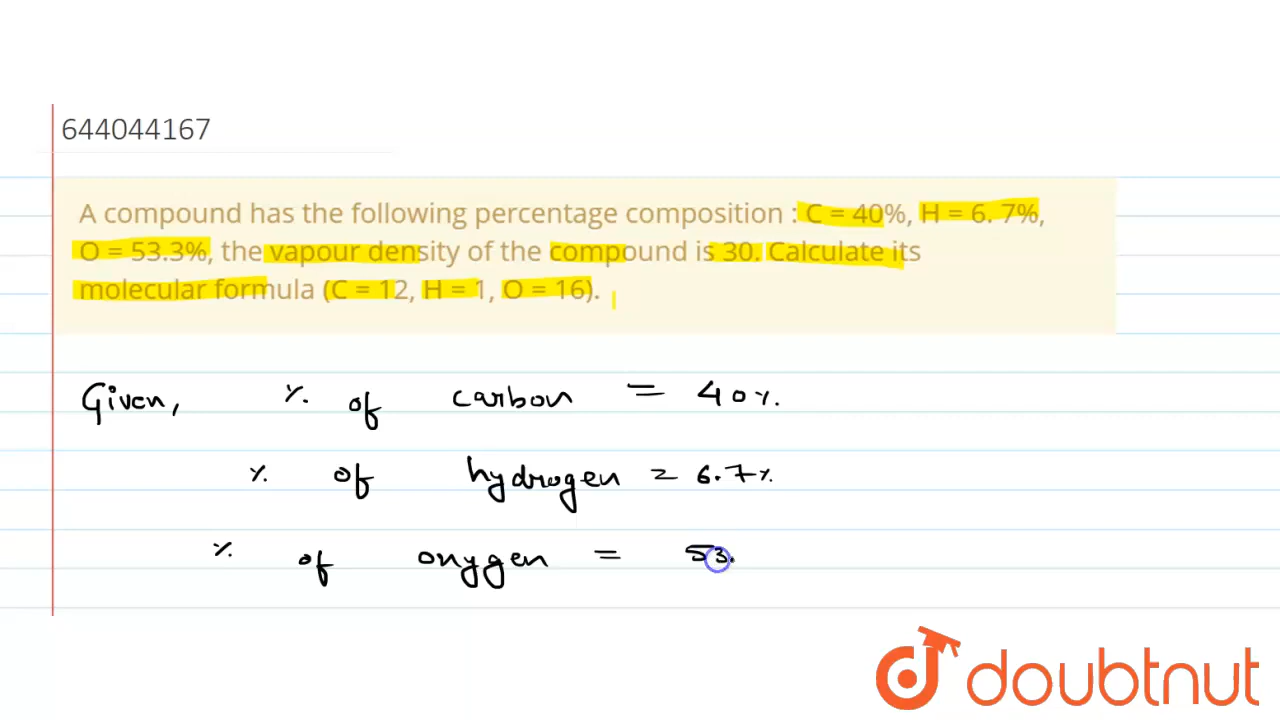 644044167
A compound has the following percentage composition : C = 40%, H = 6. 7%,
O = 53.3%, the vapour density of the compound is 30. Calculate its
molecular formula (C = 12, H = 1, O = 16).
Given, % of carbon = 40%.
% of hydrogen = 6.7%
% of oxygen = 53.
doubtnut